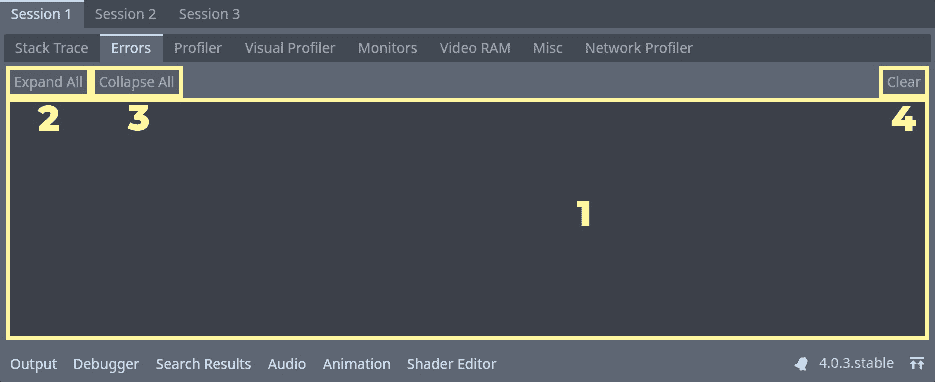 Session 1 Session 2 Session 3
Stack Trace Errors Profiler Visual Profiler Monitors Video RAM Misc Network Profiler
Expand All Collapse All Clear
2 3 4
1
Output Debugger Search Results Audio Animation Shader Editor 4.0.3.stable